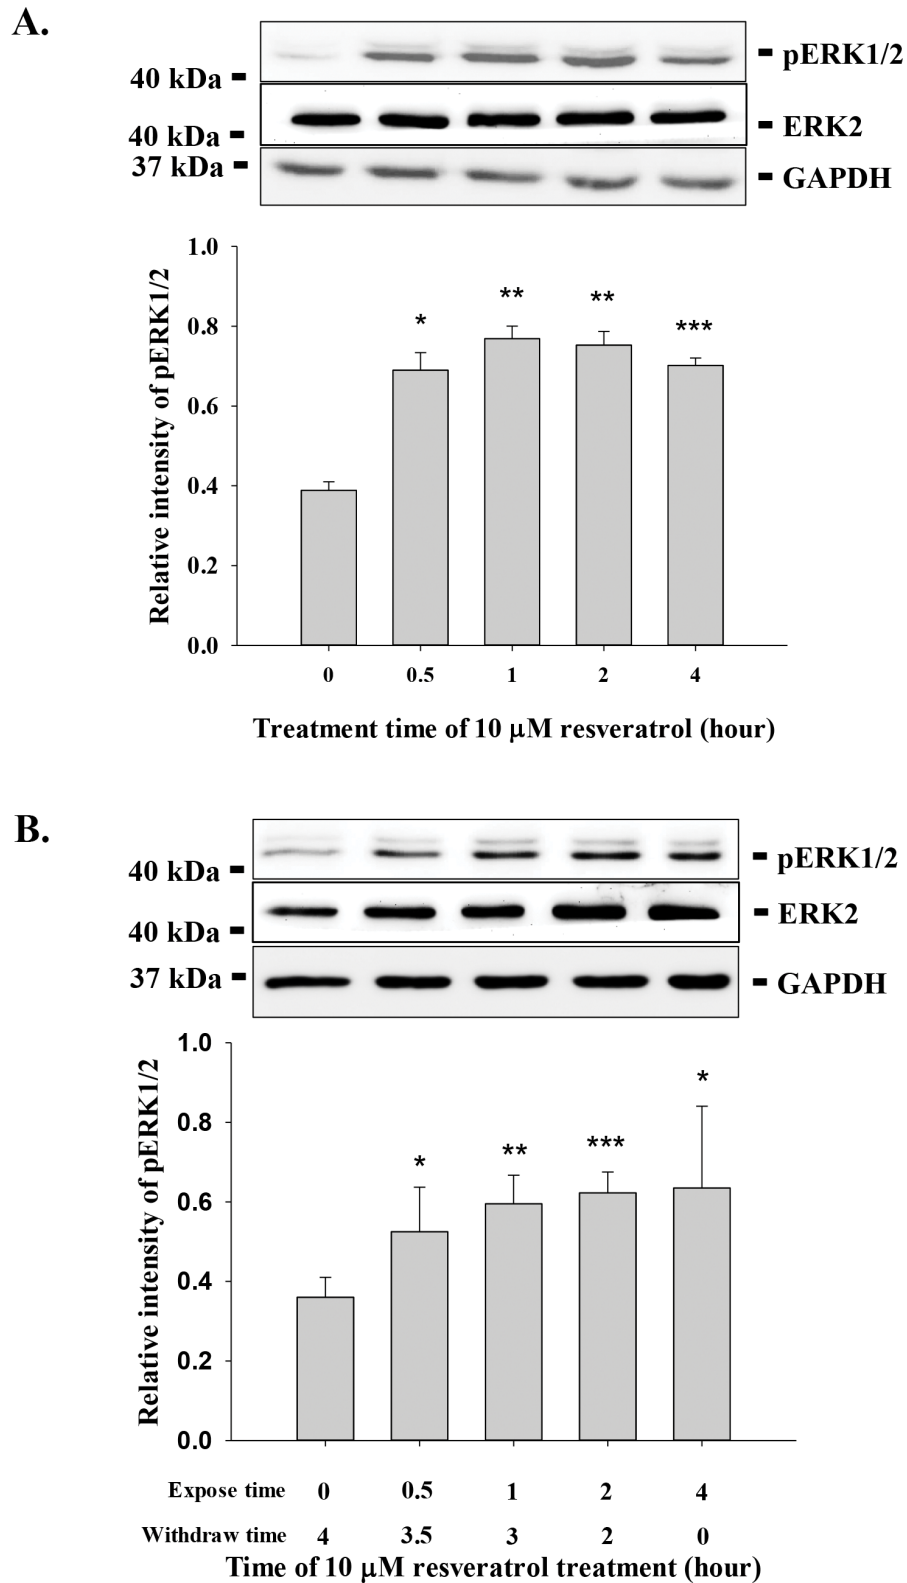 A.
pERK1/2
40 kDa
ERK2
40 kDa
37 kDa
GAPDH
Relative intensity of pERK1/2
1.0
0.8
0.6
0.4
0.2
0.0
*
**
**
***
0 0.5 1 2 4
Treatment time of 10 μM resveratrol (hour)
B.
pERK1/2
40 kDa
ERK2
40 kDa
37 kDa
GAPDH
Relative intensity of pERK1/2
1.0
0.8
0.6
0.4
0.2
0.0
*
**
***
*
Expose time 0 0.5 1 2 4
Withdraw time 4 3.5 3 2 0
Time of 10 μM resveratrol treatment (hour)